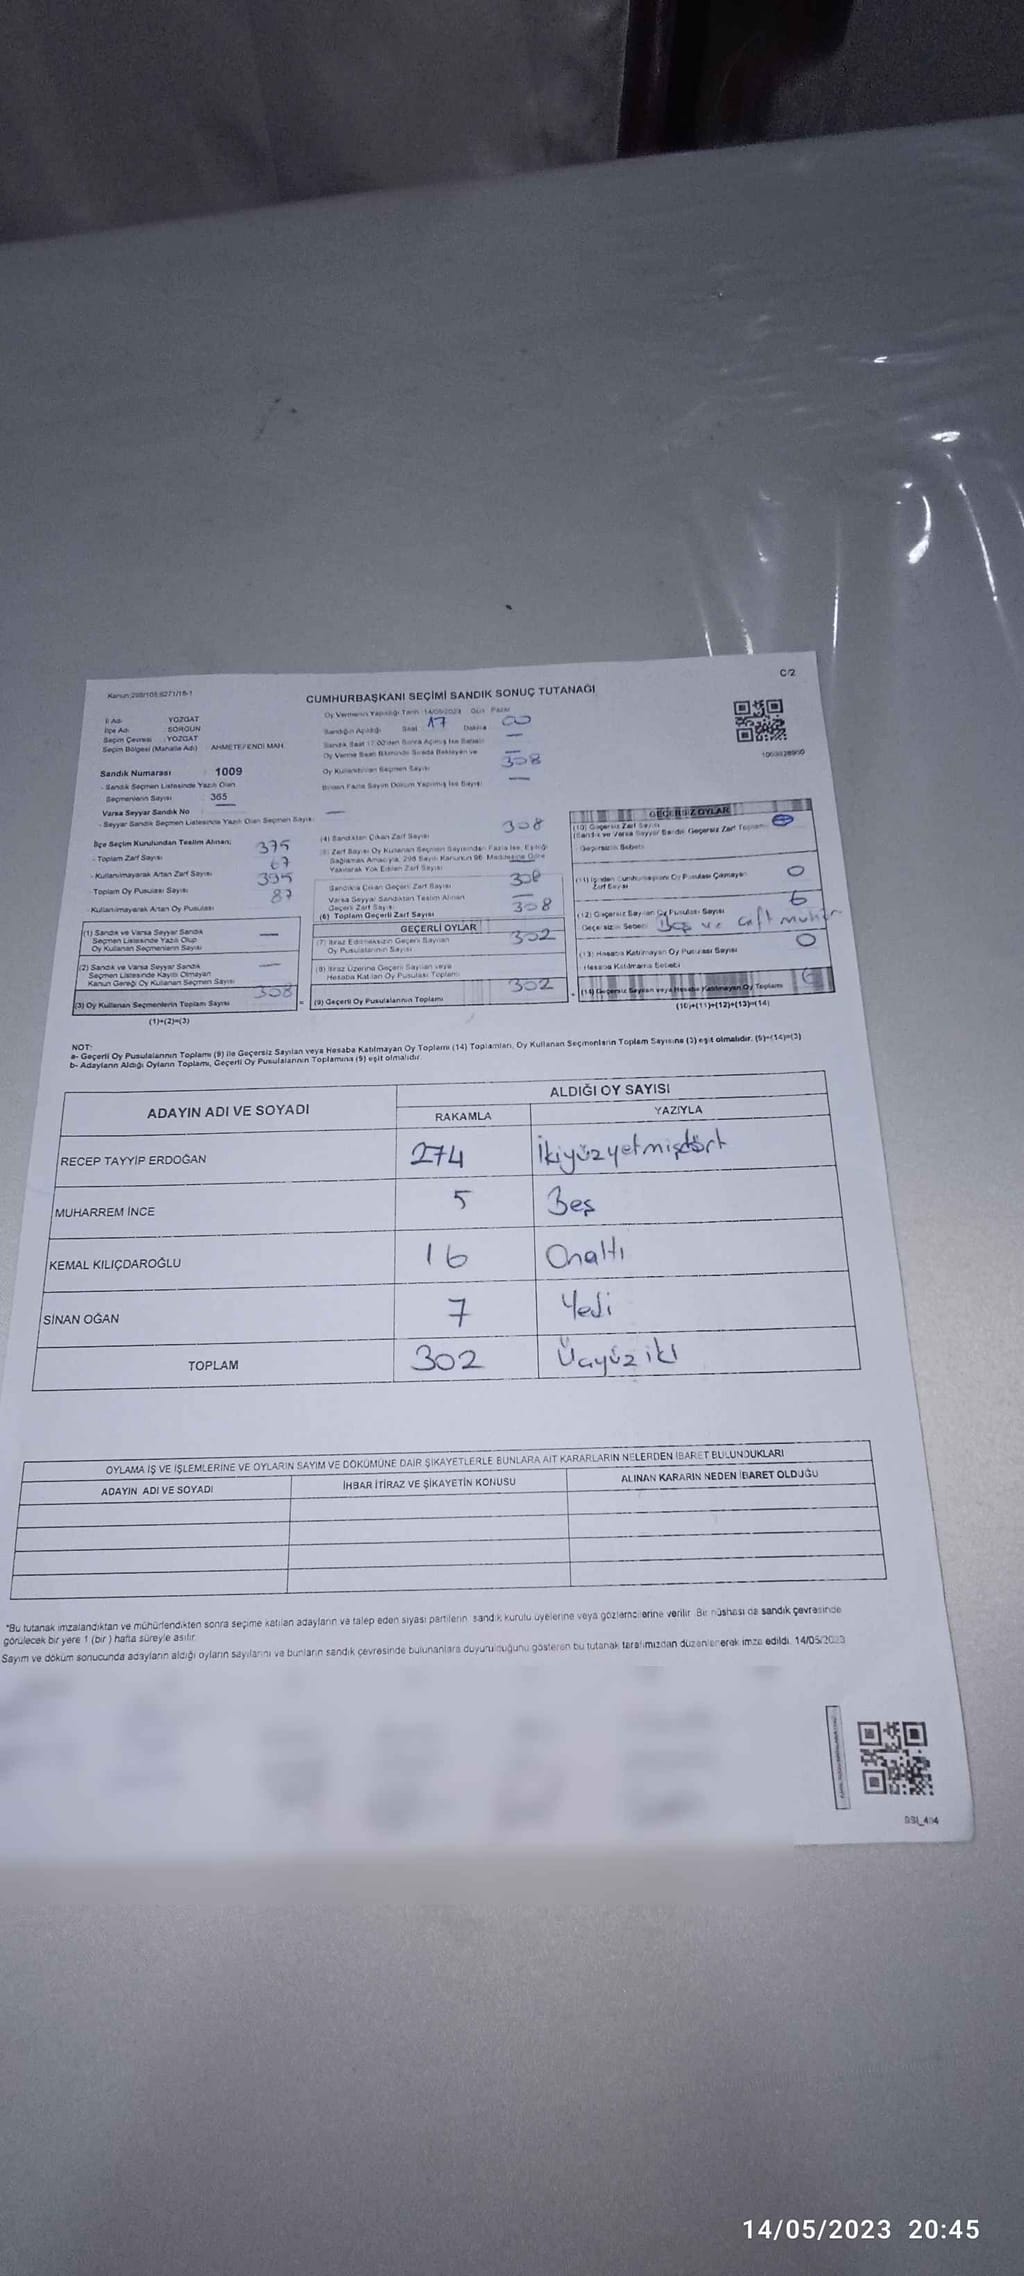 Kanun:298/105;6271/18-1
C/2
CUMHURBAŞKANI SEÇİMİ SANDIK SONUÇ TUTANAĞI
İl Adı YOZGAT
İlçe Adı SORGUN
Seçim Çevresi YOZGAT
Seçim Bölgesi (Mahalle Adı) AHMETEFENDİ MAH.
Oy Vermenin Yapıldığı Tarih 14/05/2023 Gün Pazar
Sandığın Açıldığı Saat 17 Dakika 00
Sandık Saat 17:00'den Sonra Açılmış İse Sebebi —
Oy Verme Saati Bitiminde Sırada Bekleyen ve —
Oy Kullandırılan Seçmen Sayısı 308
Birden Fazla Sayım Döküm Yapılmış İse Sayısı —
Sandık Numarası 1009
- Sandık Seçmen Listesinde Yazılı Olan
Seçmenlerin Sayısı 365
Varsa Seyyar Sandık No —
- Seyyar Sandık Seçmen Listesinde Yazılı Olan Seçmen Sayısı
İlçe Seçim Kurulundan Teslim Alınan;
- Toplam Zarf Sayısı 375
- Kullanılmayarak Artan Zarf Sayısı 67
- Toplam Oy Pusulası Sayısı 395
- Kullanılmayarak Artan Oy Pusulası 87
(1) Sandık ve Varsa Seyyar Sandık
Seçmen Listesinde Yazılı Olup
Oy Kullanan Seçmenlerin Sayısı —
(2) Sandık ve Varsa Seyyar Sandık
Seçmen Listesinde Kayıtlı Olmayan
Kanun Gereği Oy Kullanan Seçmen Sayısı —
(3) Oy Kullanan Seçmenlerin Toplam Sayısı 308
(1)+(2)=(3)
(4) Sandıktan Çıkan Zarf Sayısı 308
(5) Zarf Sayısı Oy Kullanan Seçmen Sayısından Fazla İse, Eşitliği
Sağlamak Amacıyla, 298 Sayılı Kanunun 98. Maddesine Göre
Yakılarak Yok Edilen Zarf Sayısı —
Sandıkta Çıkan Geçerli Zarf Sayısı 308
Varsa Seyyar Sandıktan Teslim Alınan
Geçerli Zarf Sayısı —
(6) Toplam Geçerli Zarf Sayısı 308
GEÇERLİ OYLAR
(7) İtiraz Edilmeksizin Geçerli Sayılan
Oy Pusulalarının Sayısı 302
(8) İtiraz Üzerine Geçerli Sayılan veya
Hesaba Katılan Oy Pusulası Toplamı
(9) Geçerli Oy Pusulalarının Toplamı 302
GEÇERSİZ OYLAR
(10) Geçersiz Zarf Sayısı
(Sandık ve Varsa Seyyar Sandık Geçersiz Zarf Toplamı)
Geçersizlik Sebebi
(11) İçinden Cumhurbaşkanı Oy Pusulası Çıkmayan
Zarf Sayısı 0
(12) Geçersiz Sayılan Oy Pusulası Sayısı 6
Geçersizlik Sebebi Boş ve çift mühür
(13) Hesaba Katılmayan Oy Pusulası Sayısı 0
Hesaba Katılmama Sebebi
(14) Geçersiz Sayılan veya Hesaba Katılmayan Oy Toplamı 6
(10)+(11)+(12)+(13)=(14)
NOT:
a- Geçerli Oy Pusulalarının Toplamı (9) ile Geçersiz Sayılan veya Hesaba Katılmayan Oy Toplamı (14) Toplamları, Oy Kullanan Seçmenlerin Toplam Sayısına (3) eşit olmalıdır. (9)+(14)=(3)
b- Adayların Aldığı Oyların Toplamı, Geçerli Oy Pusulalarının Toplamına (9) eşit olmalıdır.
ADAYIN ADI VE SOYADI
ALDIĞI OY SAYISI
RAKAMLA YAZIYLA
RECEP TAYYİP ERDOĞAN 274 İkiyüzyetmişdört
MUHARREM İNCE 5 Beş
KEMAL KILIÇDAROĞLU 16 Onaltı
SİNAN OĞAN 7 Yedi
TOPLAM 302 Üçyüziki
OYLAMA İŞ VE İŞLEMLERİNE VE OYLARIN SAYIM VE DÖKÜMÜNE DAİR ŞİKAYETLERLE BUNLARA AİT KARARLARIN NELERDEN İBARET BULUNDUKLARI
ADAYIN ADI VE SOYADI İHBAR İTİRAZ VE ŞİKAYETİN KONUSU ALINAN KARARIN NEDEN İBARET OLDUĞU
*Bu tutanak imzalandıktan ve mühürlendikten sonra seçime katılan adayların ve talep eden siyasi partilerin, sandık kurulu üyelerine veya gözlemcilerine verilir. Bir nüshası da sandık çevresinde
görülecek bir yere 1 (bir) hafta süreyle asılır.
Sayım ve döküm sonucunda adayların aldığı oyların sayılarını ve bunların sandık çevresinde bulunanlara duyurulduğunu gösteren bu tutanak tarafımızdan düzenlenerek imza edildi. 14/05/2023
14/05/2023 20:45